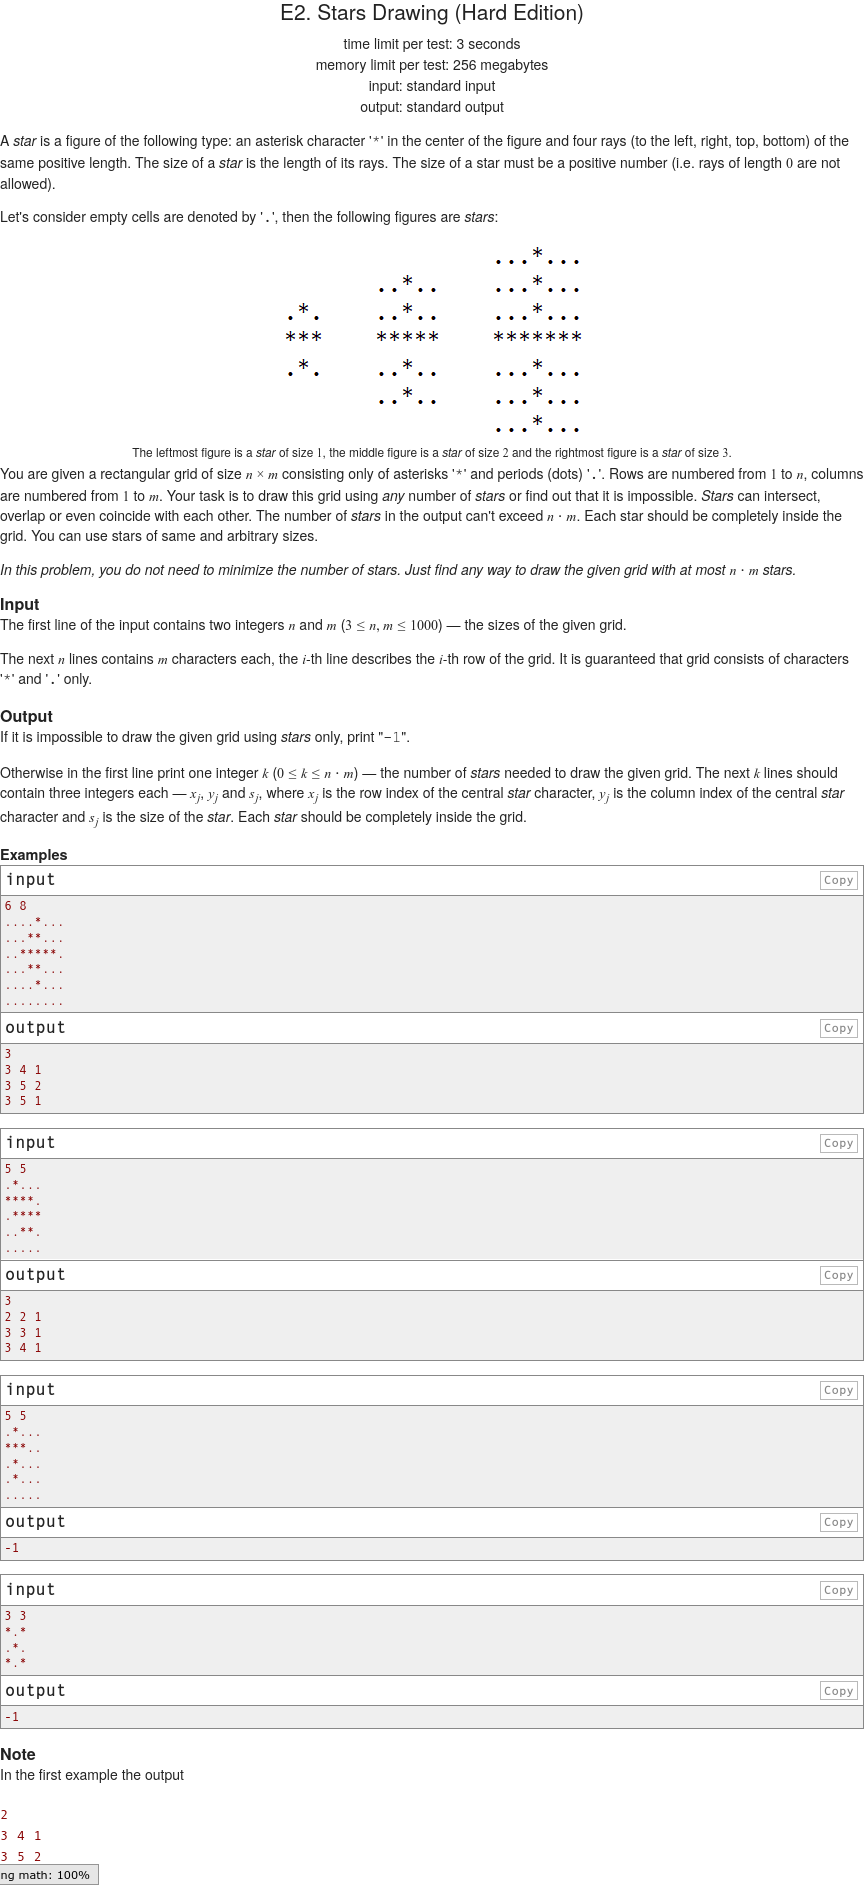 E2. Stars Drawing (Hard Edition)
time limit per test: 3 seconds
memory limit per test: 256 megabytes
input: standard input
output: standard output
A star is a figure of the following type: an asterisk character '*' in the center of the figure and four rays (to the left, right, top, bottom) of the
same positive length. The size of a star is the length of its rays. The size of a star must be a positive number (i.e. rays of length 0 are not
allowed).
Let's consider empty cells are denoted by '.', then the following figures are stars:
...*...
..*.. ...*...
.*. ..*.. ...*...
*** ***** *******
.*. ..*.. ...*...
..*.. ...*...
...*...
The leftmost figure is a star of size 1, the middle figure is a star of size 2 and the rightmost figure is a star of size 3.
You are given a rectangular grid of size n × m consisting only of asterisks '*' and periods (dots) '.'. Rows are numbered from 1 to n, columns
are numbered from 1 to m. Your task is to draw this grid using any number of stars or find out that it is impossible. Stars can intersect,
overlap or even coincide with each other. The number of stars in the output can't exceed n · m. Each star should be completely inside the
grid. You can use stars of same and arbitrary sizes.
In this problem, you do not need to minimize the number of stars. Just find any way to draw the given grid with at most n · m stars.
Input
The first line of the input contains two integers n and m (3 ≤ n, m ≤ 1000) — the sizes of the given grid.
The next n lines contains m characters each, the i-th line describes the i-th row of the grid. It is guaranteed that grid consists of characters
'*' and '.' only.
Output
If it is impossible to draw the given grid using stars only, print "-1".
Otherwise in the first line print one integer k (0 ≤ k ≤ n · m) — the number of stars needed to draw the given grid. The next k lines should
contain three integers each — xj, yj and sj, where xj is the row index of the central star character, yj is the column index of the central star
character and sj is the size of the star. Each star should be completely inside the grid.
Examples
input Copy
6 8
....*...
...**...
..*****.
...**...
....*...
........
output Copy
3
3 4 1
3 5 2
3 5 1
input Copy
5 5
.*...
****.
.****
..**.
.....
output Copy
3
2 2 1
3 3 1
3 4 1
input Copy
5 5
.*...
***..
.*...
.*...
.....
output Copy
-1
input Copy
3 3
*.*
.*.
*.*
output Copy
-1
Note
In the first example the output
2
3 4 1
3 5 2
ng math: 100%